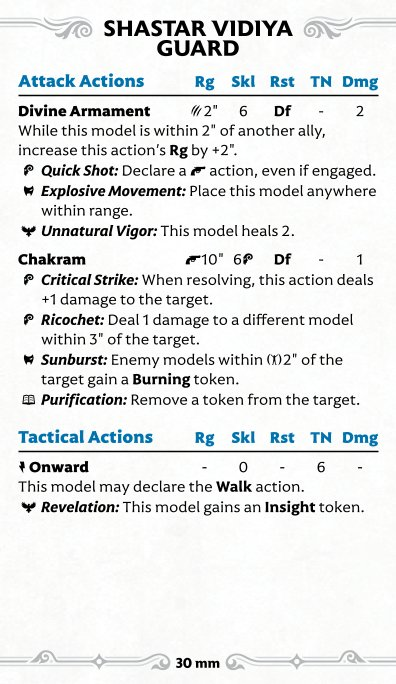 SHASTAR VIDIYA
GUARD
Attack Actions Rg Skl Rst TN Dmg
Divine Armament 2" 6 Df - 2
While this model is within 2" of another ally,
increase this action's Rg by +2".
Quick Shot: Declare a action, even if engaged.
Explosive Movement: Place this model anywhere
within range.
Unnatural Vigor: This model heals 2.
Chakram 10" 6 Df - 1
Critical Strike: When resolving, this action deals
+1 damage to the target.
Ricochet: Deal 1 damage to a different model
within 3" of the target.
Sunburst: Enemy models within 2" of the
target gain a Burning token.
Purification: Remove a token from the target.
Tactical Actions Rg Skl Rst TN Dmg
Onward - 0 - 6 -
This model may declare the Walk action.
Revelation: This model gains an Insight token.
30 mm